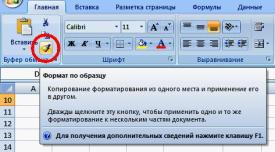 Главная Вставка Разметка страницы Формулы Данные
Calibri 11 А А
Вставить Ж К Ч
Буфер обмена Шрифт Выравнивание
D
A
Формат по образцу
10 Копирование форматирования из одного места и применение его
в другом.
11
12 Дважды щелкните эту кнопку, чтобы применить одно и то же
форматирование к нескольким частям документа.
13
14 Для получения дополнительных сведений нажмите клавишу F1.